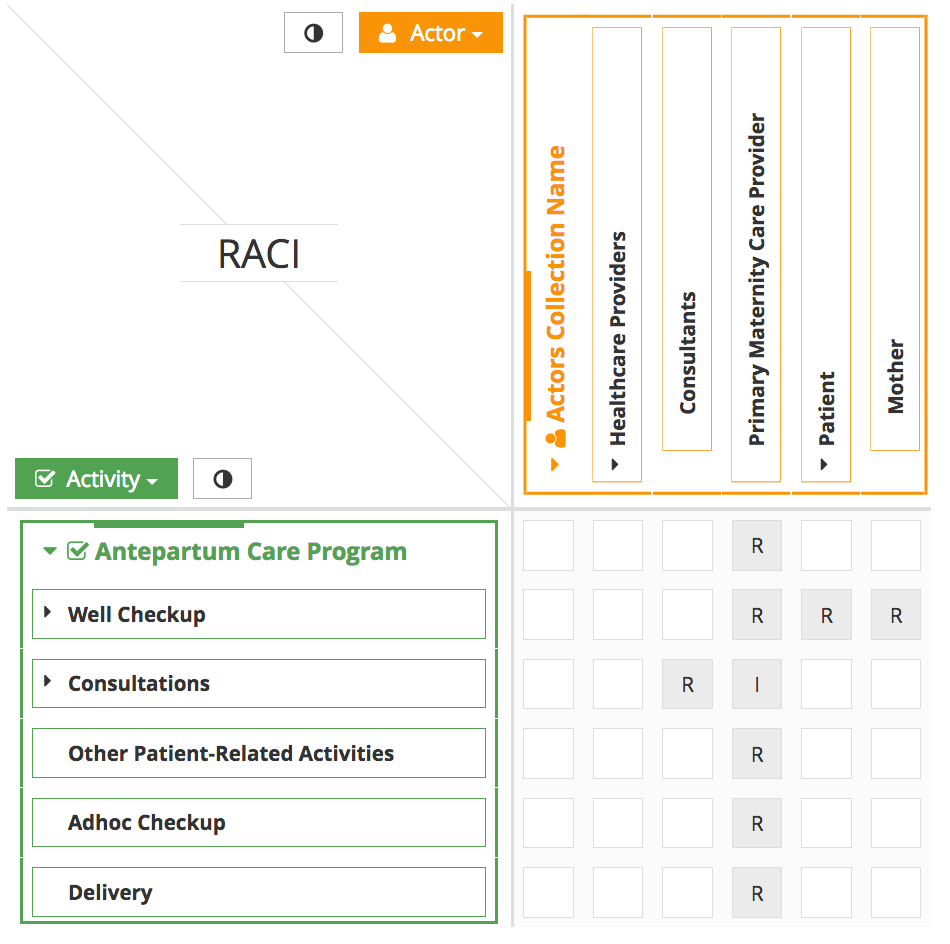 Actor
RACI
Activity
Actors Collection Name
Healthcare Providers
Consultants
Primary Maternity Care Provider
Patient
Mother
Antepartum Care Program
R
Well Checkup
R R R
Consultations
R I
Other Patient-Related Activities
R
Adhoc Checkup
R
Delivery
R